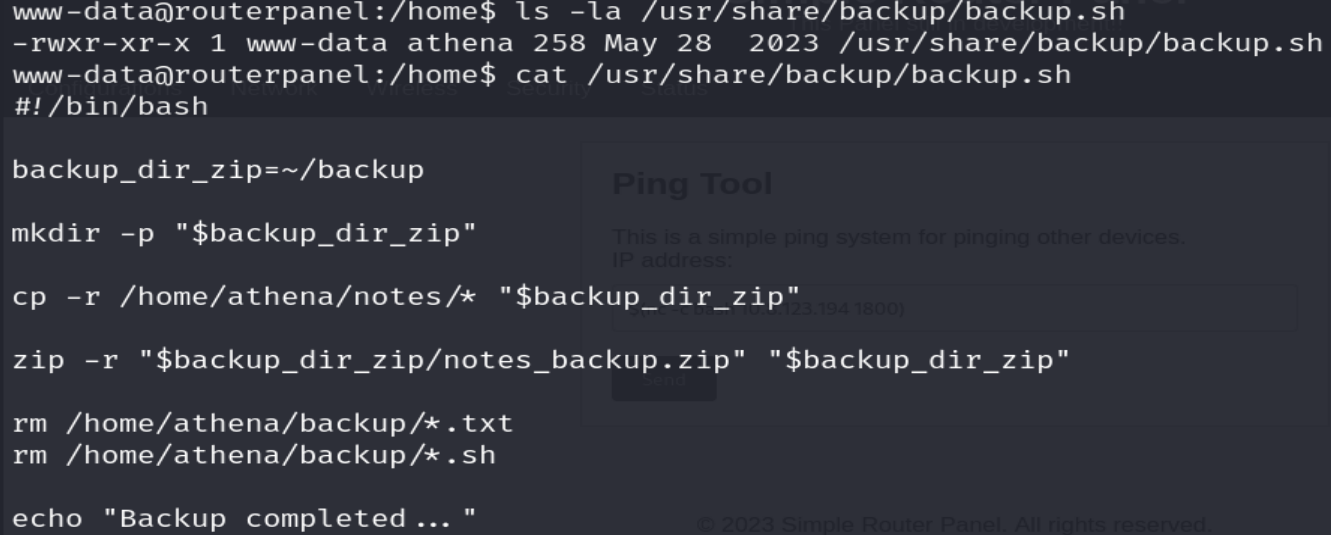 www-data@routerpanel:/home$ ls -la /usr/share/backup/backup.sh
-rwxr-xr-x 1 www-data athena 258 May 28  2023 /usr/share/backup/backup.sh
www-data@routerpanel:/home$ cat /usr/share/backup/backup.sh
Configurations Network Wireless Security Status
#!/bin/bash
backup_dir_zip=~/backup
Ping Tool
mkdir -p "$backup_dir_zip"
This is a simple ping system for pinging other devices.
IP address:
cp -r /home/athena/notes/* "$backup_dir_zip"
zip -r "$backup_dir_zip/notes_backup.zip" "$backup_dir_zip"
Send
rm /home/athena/backup/*.txt
rm /home/athena/backup/*.sh
echo "Backup completed..."
© 2023 Simple Router Panel. All rights reserved.